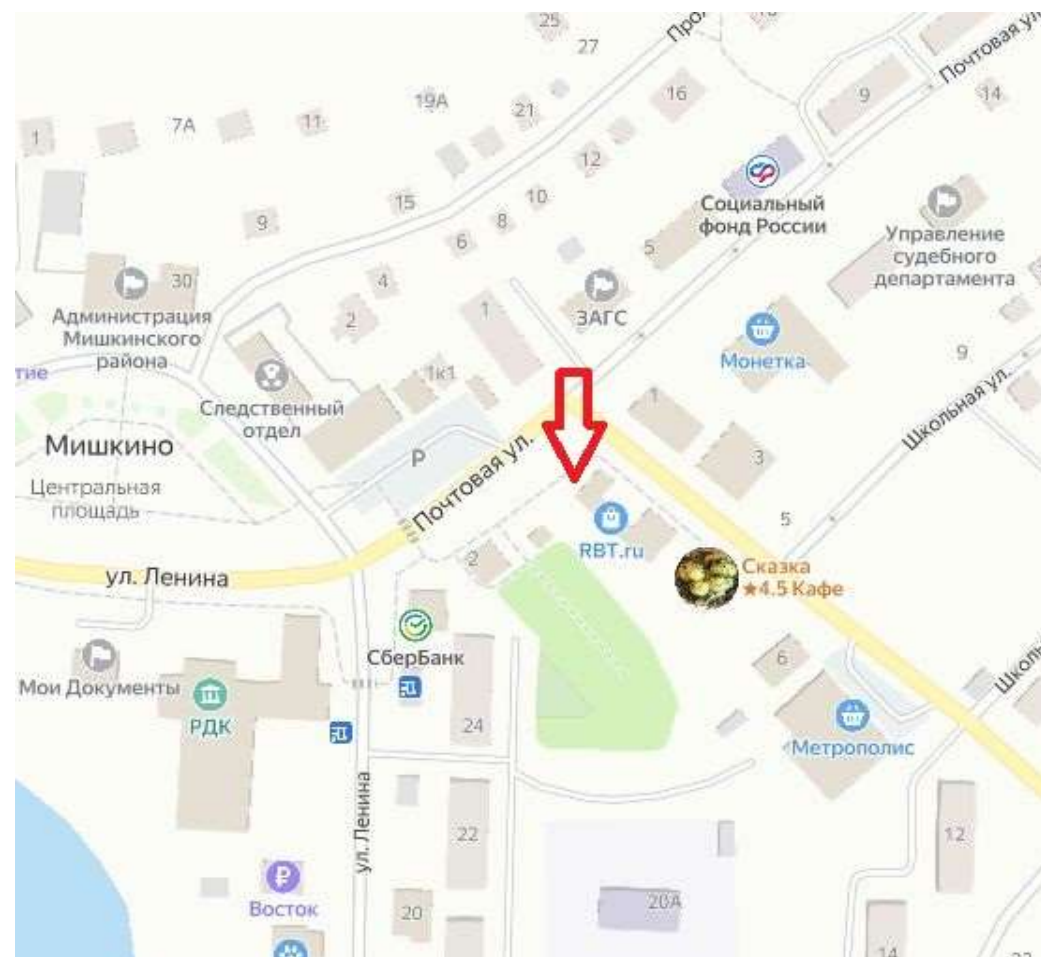 25
27
Почтовая ул.
19А
16
9
14
21
7А
11
1
12
Социальный
фонд России
10
15
8
9
5
Управление
судебного
департамента
6
30
4
ЗАГС
Администрация
Мишкинского
района
2
1
Монетка
9
тие
1к1
Школьная ул.
Следственный
отдел
1
Мишкино
P
3
Почтовая ул.
Центральная
площадь
5
RBT.ru
2
ул. Ленина
Сказка
★4.5 Кафе
СберБанк
6
Мои Документы
РДК
24
Метрополис
ул. Ленина
22
12
20А
Восток
20
14